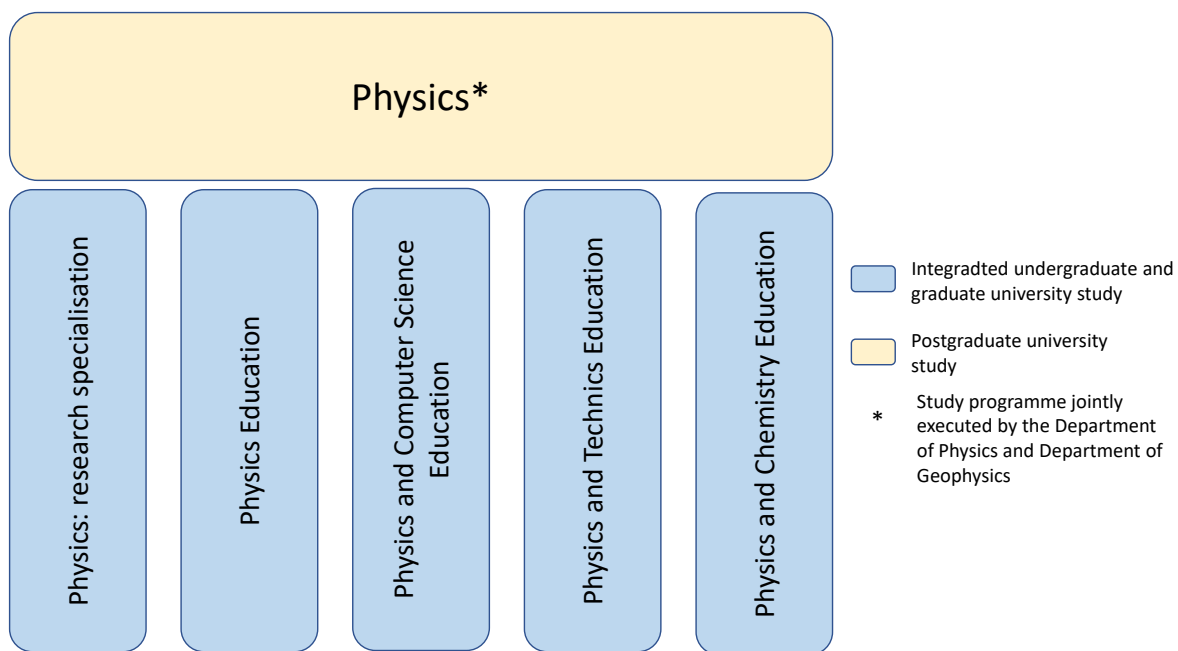 Physics*
Physics: research specialisation
Physics Education
Physics and Computer Science
Education
Physics and Technics Education
Physics and Chemistry Education
Integradted undergraduate and
graduate university study
Postgraduate university
study
* Study programme jointly
executed by the Department
of Physics and Department of
Geophysics